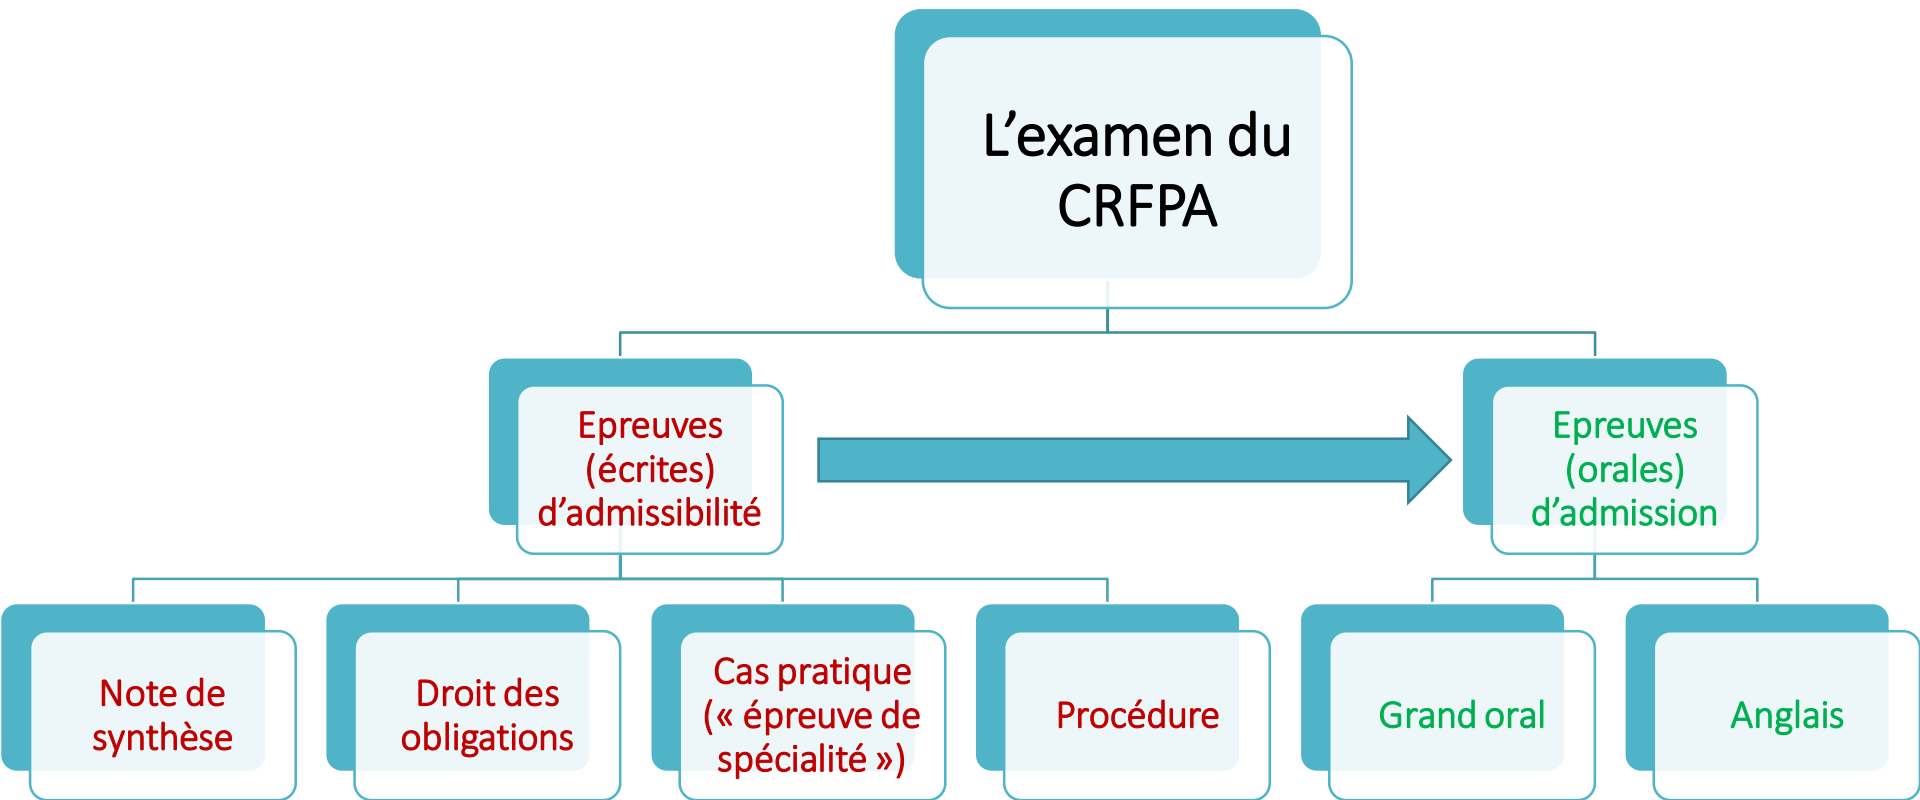 L’examen du
CRFPA
Epreuves
(écrites)
d’admissibilité
Epreuves
(orales)
d’admission
Note de
synthèse
Droit des
obligations
Cas pratique
(« épreuve de
spécialité »)
Procédure
Grand oral
Anglais